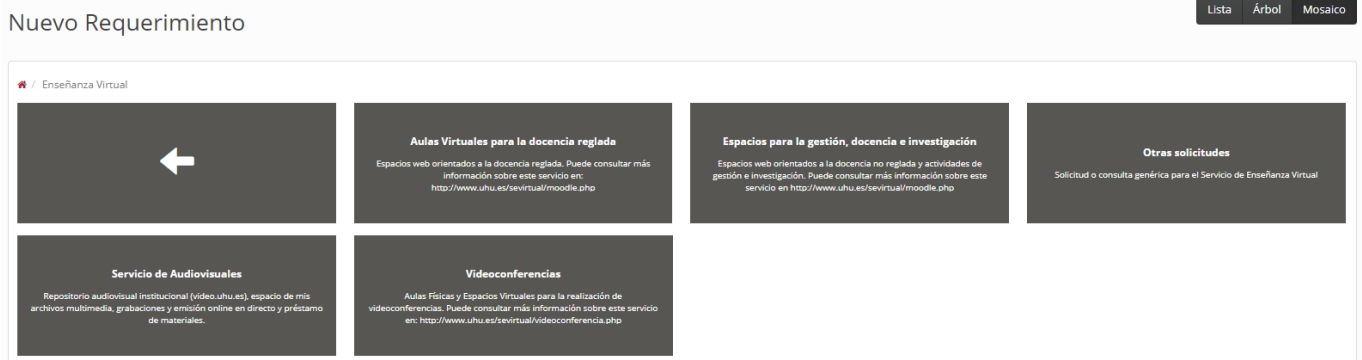 Nuevo Requerimiento
Lista Árbol Mosaico
/ Enseñanza Virtual
Aulas Virtuales para la docencia reglada
Espacios web orientados a la docencia reglada. Puede consultar más
información sobre este servicio en:
http://www.uhu.es/sevirtual/moodle.php
Espacios para la gestión, docencia e investigación
Espacios web orientados a la docencia no reglada y actividades de
gestión e investigación. Puede consultar más información sobre este
servicio en http://www.uhu.es/sevirtual/moodle.php
Otras solicitudes
Solicitud o consulta genérica para el Servicio de Enseñanza Virtual
Servicio de Audiovisuales
Repositorio audiovisual institucional (video.uhu.es), espacio de mis
archivos multimedia, grabaciones y emisión online en directo y préstamo
de materiales.
Videoconferencias
Aulas Físicas y Espacios Virtuales para la realización de
videoconferencias. Puede consultar más información sobre este servicio
en: http://www.uhu.es/sevirtual/videoconferencia.php